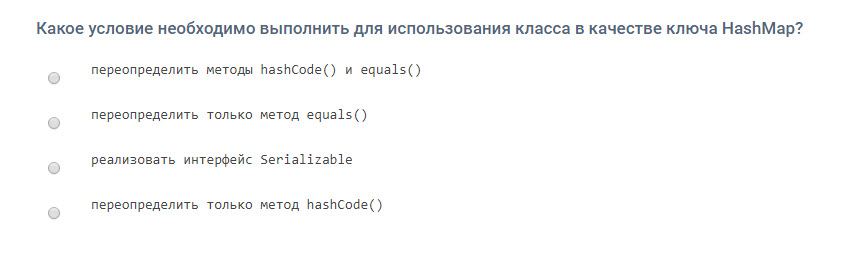 Какое условие необходимо выполнить для использования класса в качестве ключа HashMap?
переопределить методы hashCode() и equals()
переопределить только метод equals()
реализовать интерфейс Serializable
переопределить только метод hashCode()